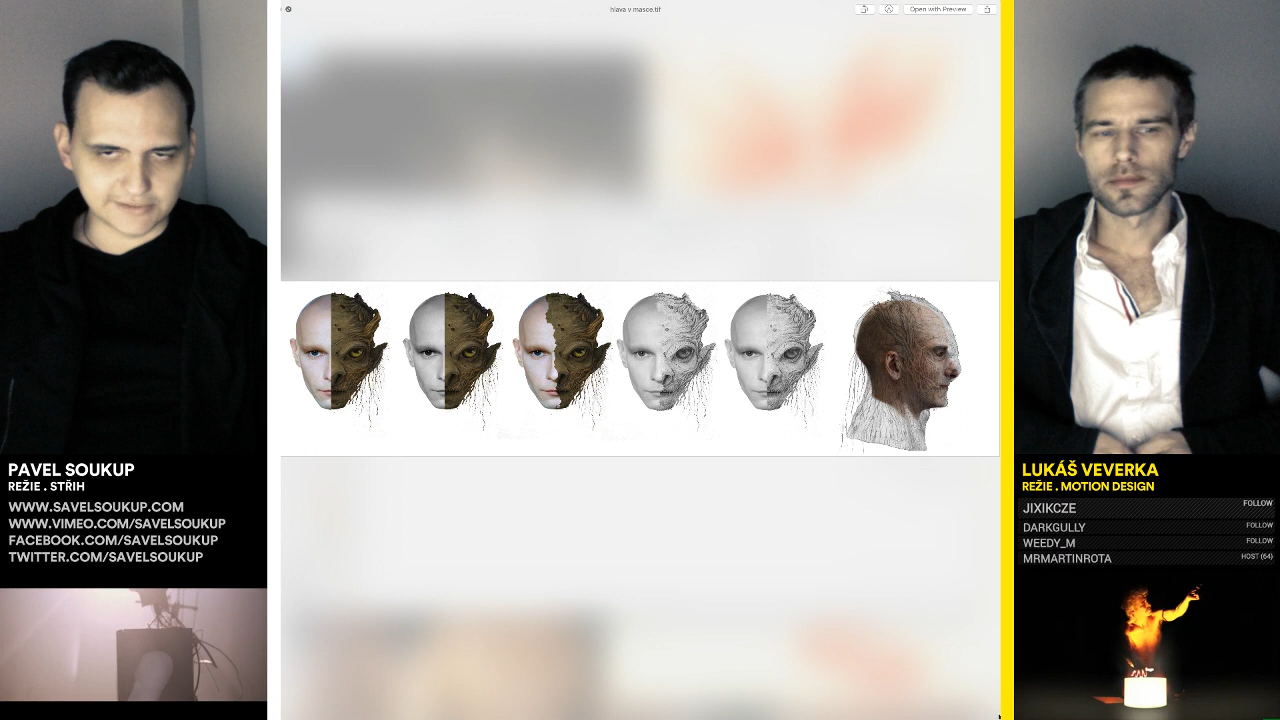 hlava v masce.tif
Open with Preview
PAVEL SOUKUP
REŽIE . STŘIH
WWW.SAVELSOUKUP.COM
WWW.VIMEO.COM/SAVELSOUKUP
FACEBOOK.COM/SAVELSOUKUP
TWITTER.COM/SAVELSOUKUP
LUKÁŠ VEVERKA
REŽIE . MOTION DESIGN
JIXIKCZE FOLLOW
DARKGULLY FOLLOW
WEEDY_M FOLLOW
MRMARTINROTA HOST (64)